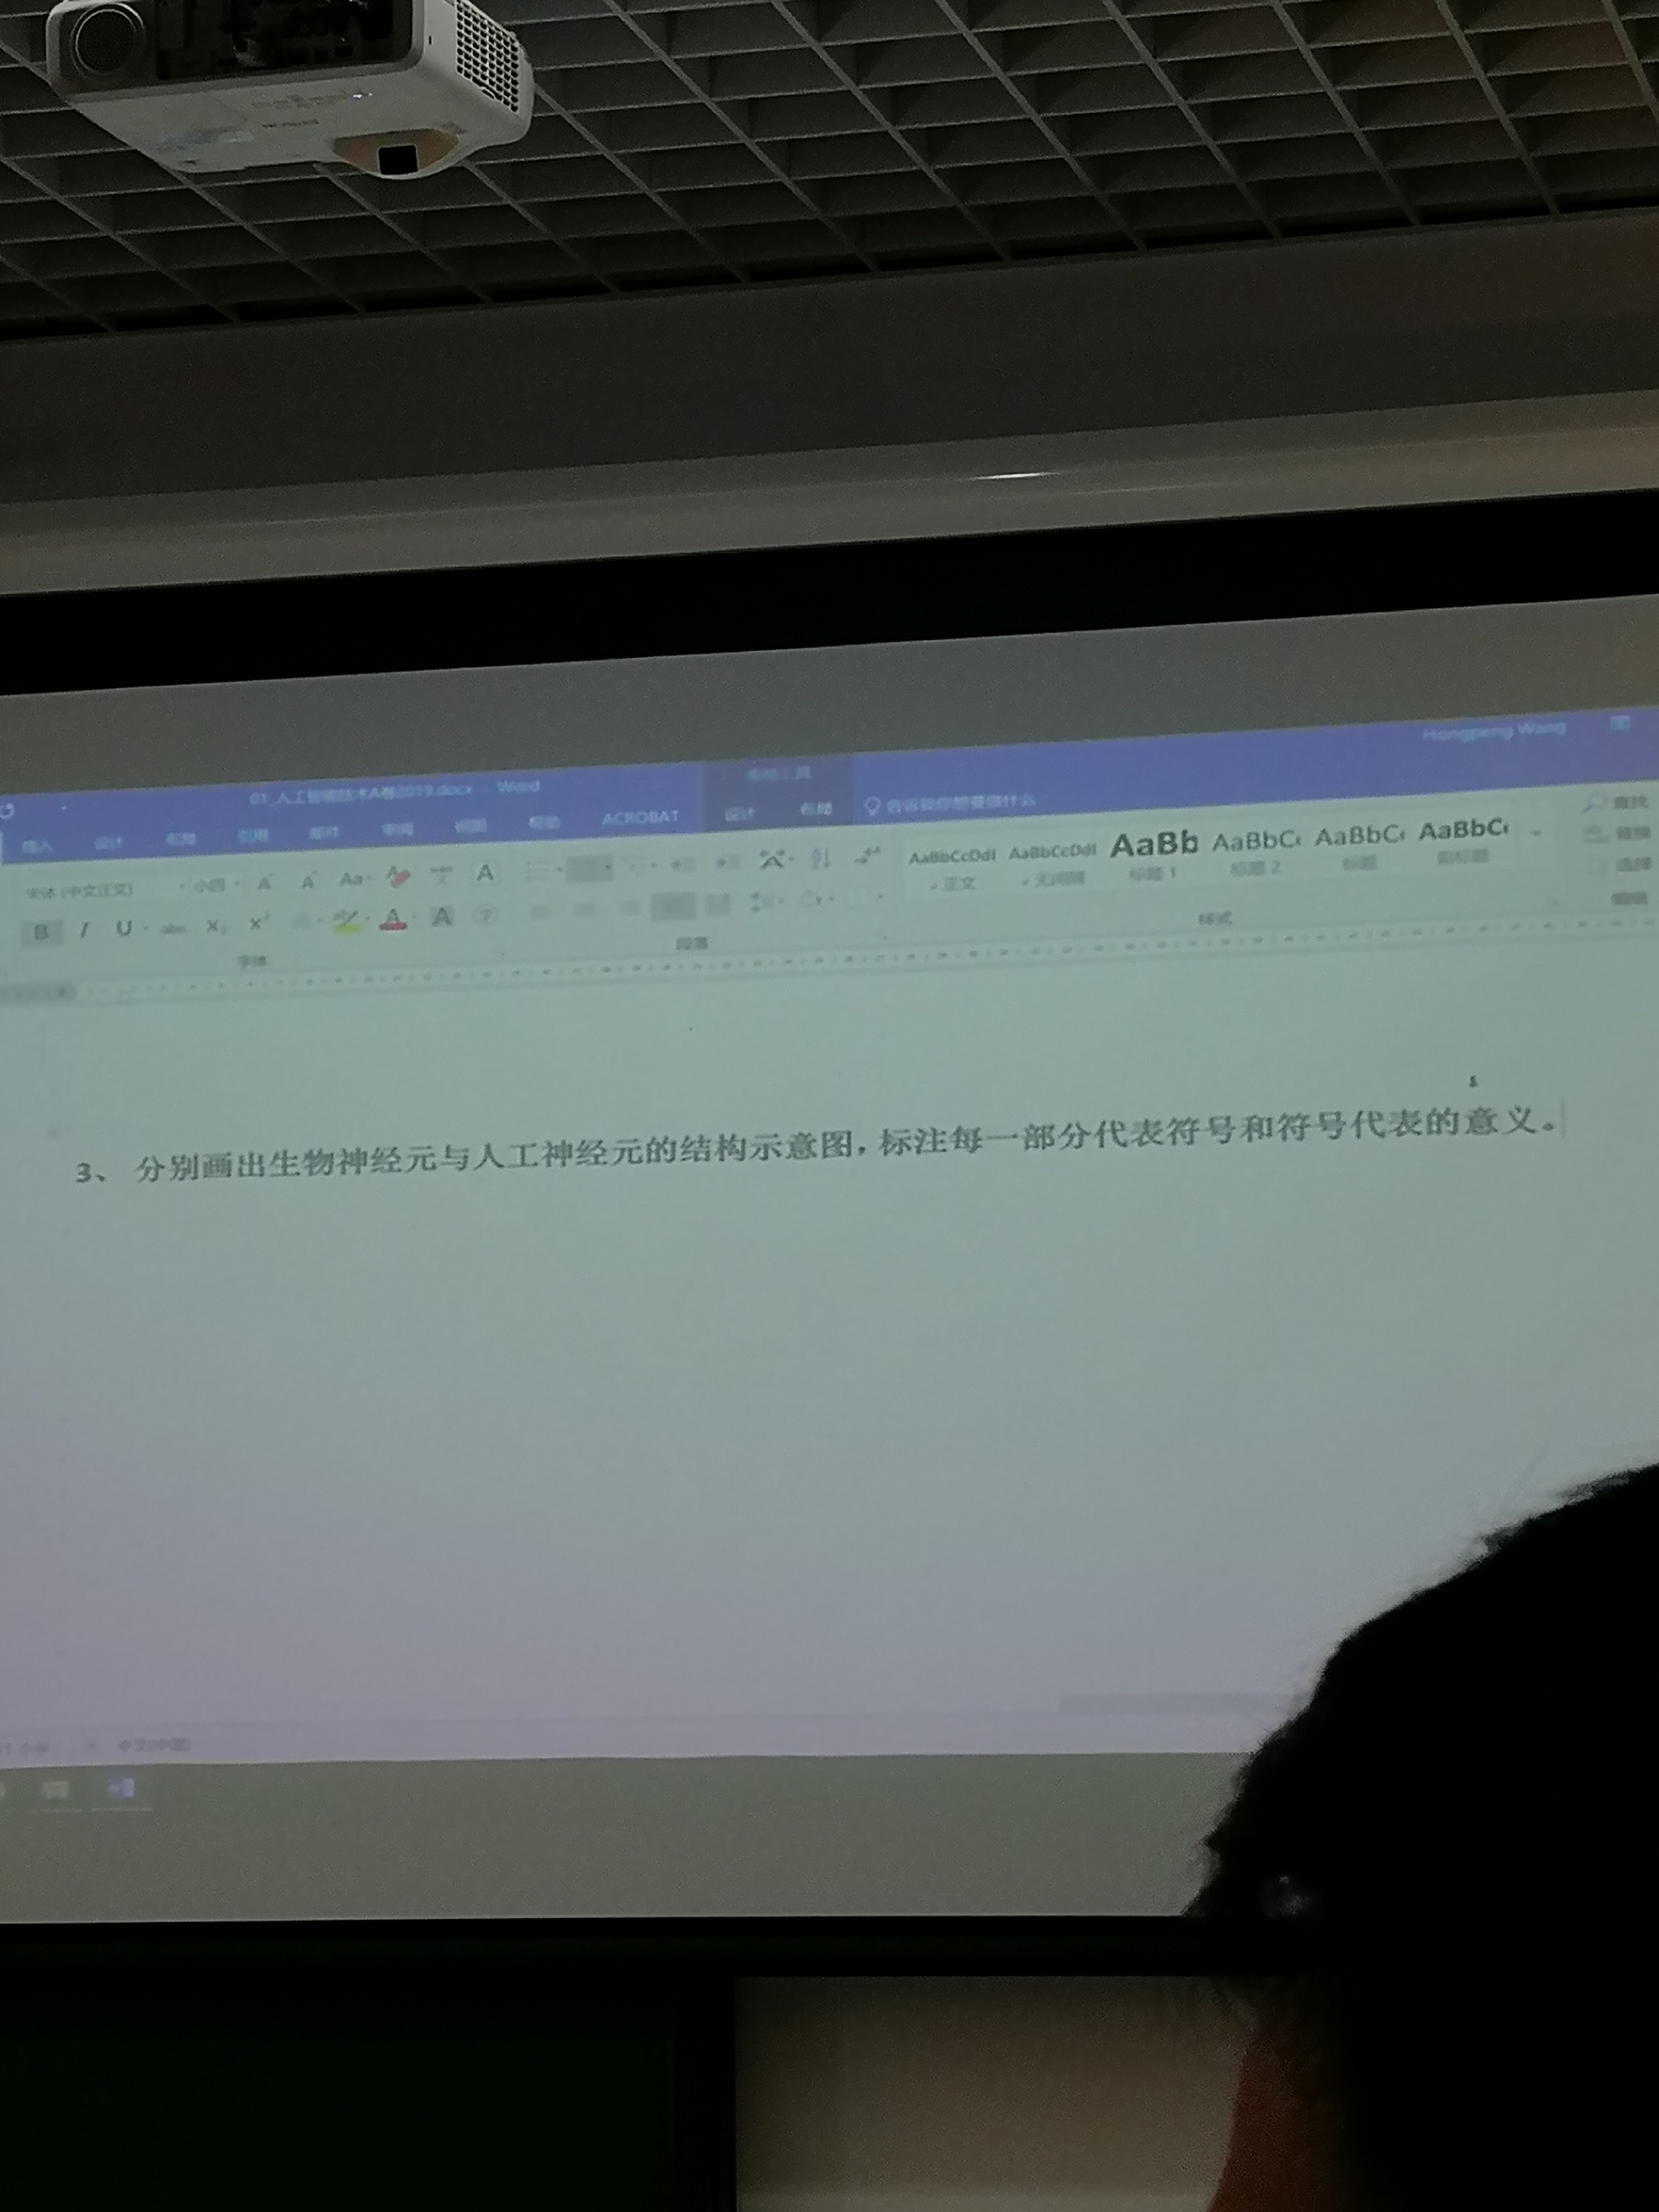 Hongpeng Wang
01_人工智能技术A卷2019.docx - Word
表格工具
插入 设计 布局 引用 邮件 审阅 视图 帮助 ACROBAT 设计 布局 告诉我你想要做什么
宋体 (中文正文) 小四 A A Aa A A
AaBbCcDdI AaBbCcDdI AaBb AaBbC AaBbC AaBbC
正文 无间隔 标题 1 标题 2 标题 副标题
查找
替换
选择
B I U abc X₂ X² A A
字体 段落 样式 编辑
3、 分别画出生物神经元与人工神经元的结构示意图，标注每一部分代表符号和符号代表的意义。
中文(中国)